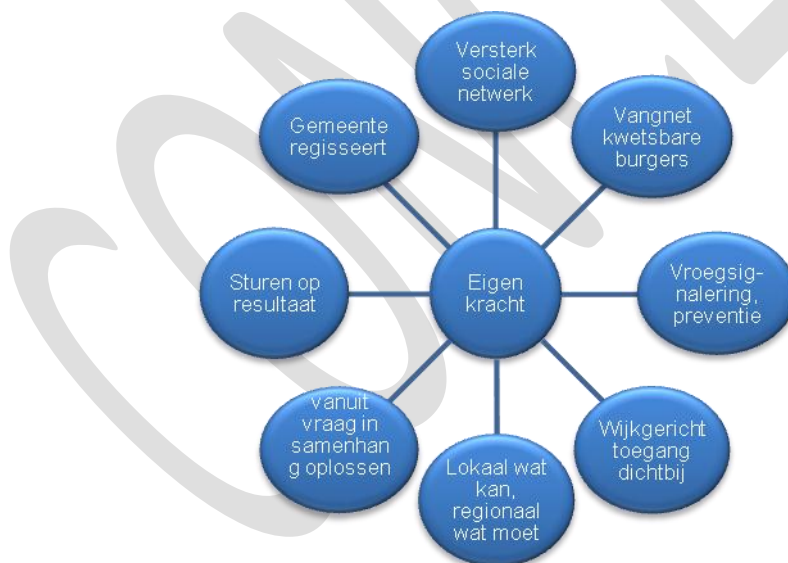 Versterk
sociale
netwerk
Vangnet
kwetsbare
burgers
Vroegsig-
nalering,
preventie
Wijkgericht
toegang
dichtbij
Lokaal wat
kan,
regionaal
wat moet
vanuit
vraag in
samenhan
g oplossen
Sturen op
resultaat
Gemeente
regisseert
Eigen
kracht